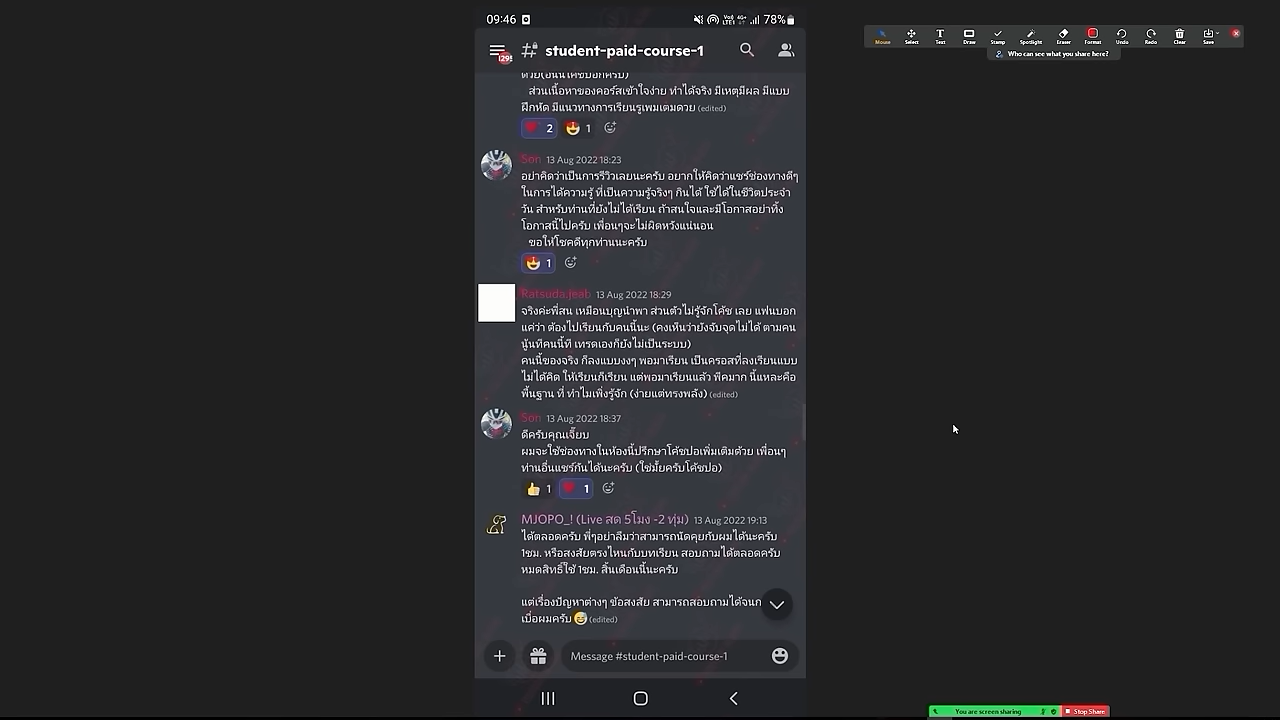 09:46
VoD LTE1 4G+ 78%
# student-paid-course-1
Mouse Select Text Draw Stamp Spotlight Eraser Format Undo Redo Clear Save
Who can see what you share here?
ส่วนเนื้อหาของคอร์สเข้าใจง่าย ทำได้จริง มีเหตุมีผล มีแบบ
ฝึกหัด มีแนวทางการเรียนรู้เพิ่มเติมด้วย (edited)
2 1
Son 13 Aug 2022 18:23
อย่าคิดว่าเป็นการรีวิวเลยนะครับ อยากให้คิดว่าแชร์ช่องทางดีๆ
ในการได้ความรู้ ที่เป็นความรู้จริงๆ กินได้ ใช้ได้ในชีวิตประจำ
วัน สำหรับท่านที่ยังไม่ได้เรียน ถ้าสนใจและมีโอกาสอย่าทิ้ง
โอกาสนี้ไปครับ เพื่อนๆจะไม่ผิดหวังแน่นอน
ขอให้โชคดีทุกท่านนะครับ
1
Ratsuda.jeab 13 Aug 2022 18:29
จริงค่ะพี่สน เหมือนบุญนำพา ส่วนตัวไม่รู้จักโค้ช เลย แฟนบอก
แค่ว่า ต้องไปเรียนกับคนนี้นะ (คงเห็นว่ายังจับจุดไม่ได้ ตามคน
นู้นทีคนนี้ที เทรดเองก็ยังไม่เป็นระบบ)
คนนี้ของจริง ก็ลงแบบงงๆ พอมาเรียน เป็นครอสที่ลงเรียนแบบ
ไม่ได้คิด ให้เรียนก็เรียน แต่พอมาเรียนแล้ว พีคมาก นี้แหละคือ
พื้นฐาน ที่ ทำไมเพิ่งรู้จัก (ง่ายแต่ทรงพลัง) (edited)
Son 13 Aug 2022 18:37
ดีครับคุณเจี๊ยบ
ผมจะใช้ช่องทางในห้องนี้ปรึกษาโค้ชปอเพิ่มเติมด้วย เพื่อนๆ
ท่านอื่นแชร์กันได้นะครับ (ใช่มั้ยครับโค้ชปอ)
1 1
MJOPO_! (Live สด 5โมง -2 ทุ่ม) 13 Aug 2022 19:13
ได้ตลอดครับ พี่ๆอย่าลืมว่าสามารถนัดคุยกับผมได้นะครับ
1ชม. หรือสงสัยตรงไหนกับบทเรียน สอบถามได้ตลอดครับ
หมดสิทธิ์ใช้ 1ชม. สิ้นเดือนนี้นะครับ
แต่เรื่องปัญหาต่างๆ ข้อสงสัย สามารถสอบถามได้จนก
เบื่อผมครับ (edited)
Message #student-paid-course-1
You are screen sharing Stop Share